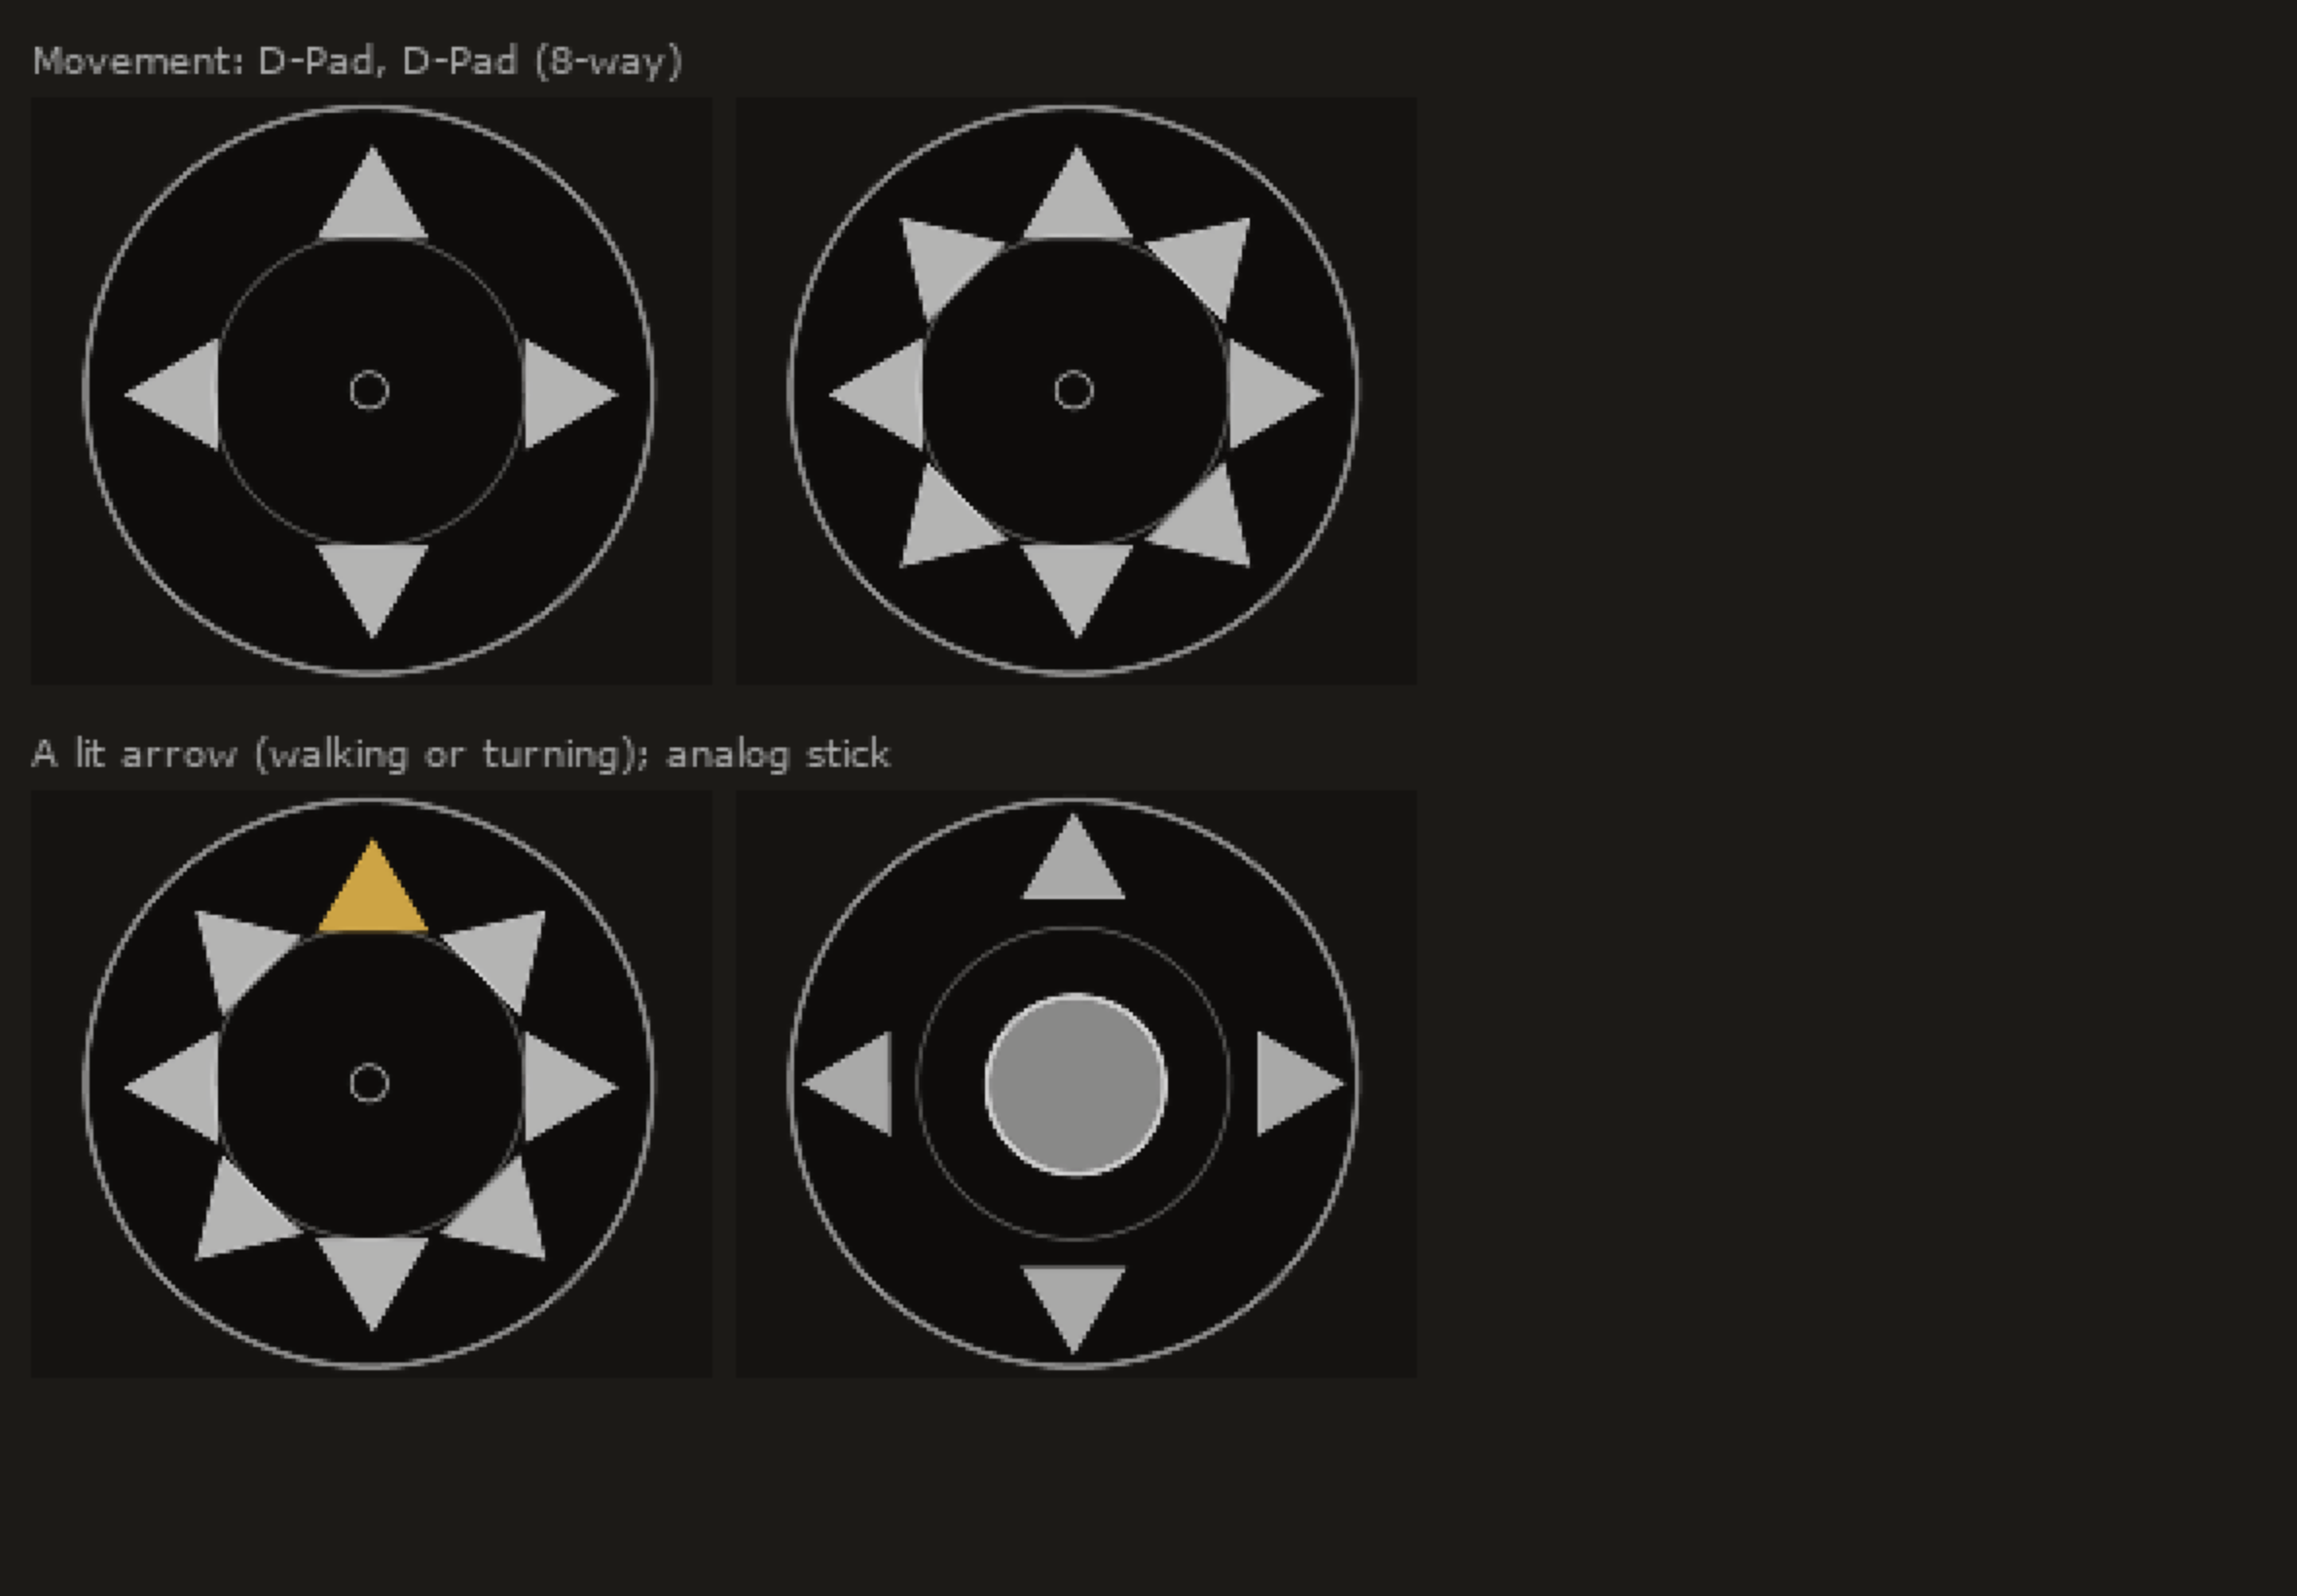 Movement: D-Pad, D-Pad (8-way)
A lit arrow (walking or turning); analog stick